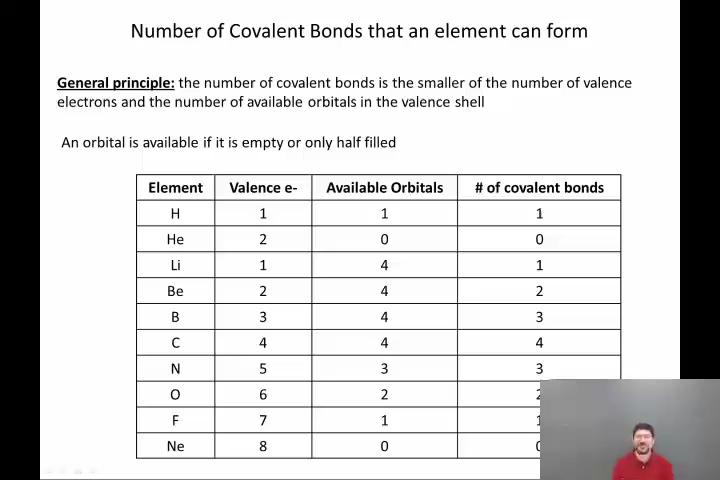 Number of Covalent Bonds that an element can form
General principle: the number of covalent bonds is the smaller of the number of valence
electrons and the number of available orbitals in the valence shell
An orbital is available if it is empty or only half filled
Element Valence e- Available Orbitals # of covalent bonds
H 1 1 1
He 2 0 0
Li 1 4 1
Be 2 4 2
B 3 4 3
C 4 4 4
N 5 3 3
O 6 2
F 7 1
Ne 8 0